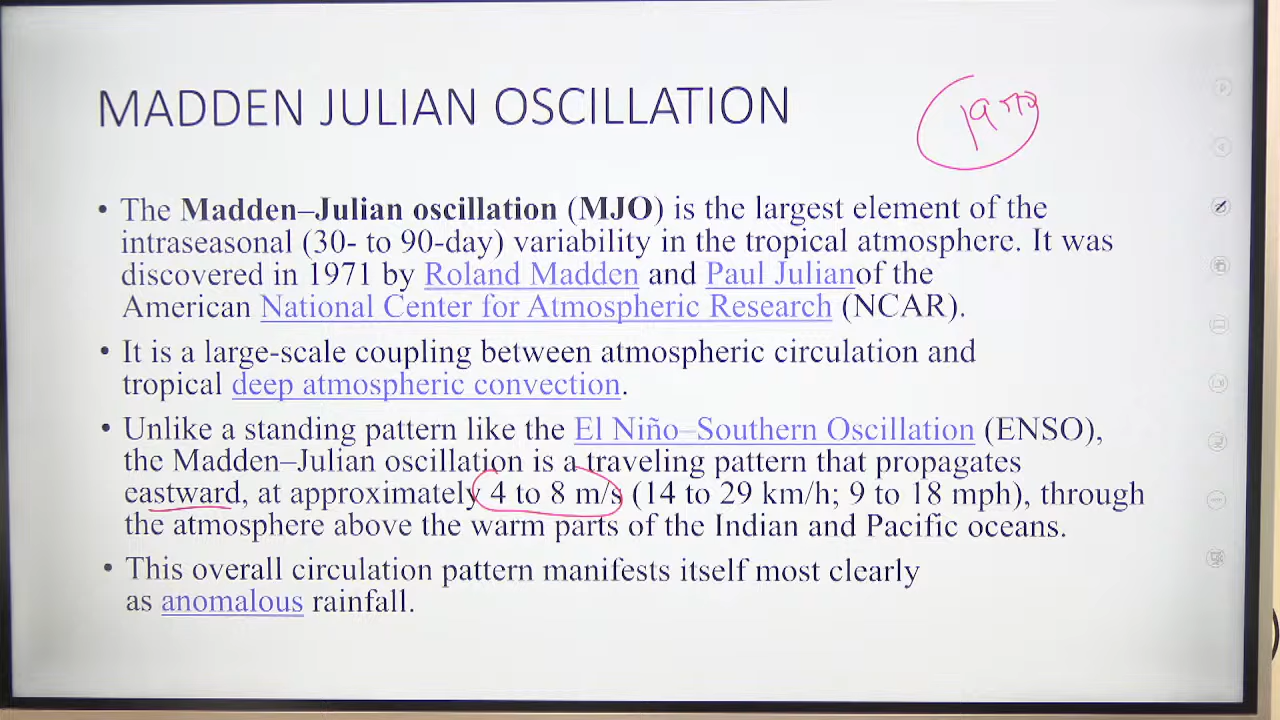 MADDEN JULIAN OSCILLATION
• The Madden–Julian oscillation (MJO) is the largest element of the
intraseasonal (30- to 90-day) variability in the tropical atmosphere. It was
discovered in 1971 by Roland Madden and Paul Julianof the
American National Center for Atmospheric Research (NCAR).
• It is a large-scale coupling between atmospheric circulation and
tropical deep atmospheric convection.
• Unlike a standing pattern like the El Niño–Southern Oscillation (ENSO),
the Madden–Julian oscillation is a traveling pattern that propagates
eastward, at approximately 4 to 8 m/s (14 to 29 km/h; 9 to 18 mph), through
the atmosphere above the warm parts of the Indian and Pacific oceans.
• This overall circulation pattern manifests itself most clearly
as anomalous rainfall.